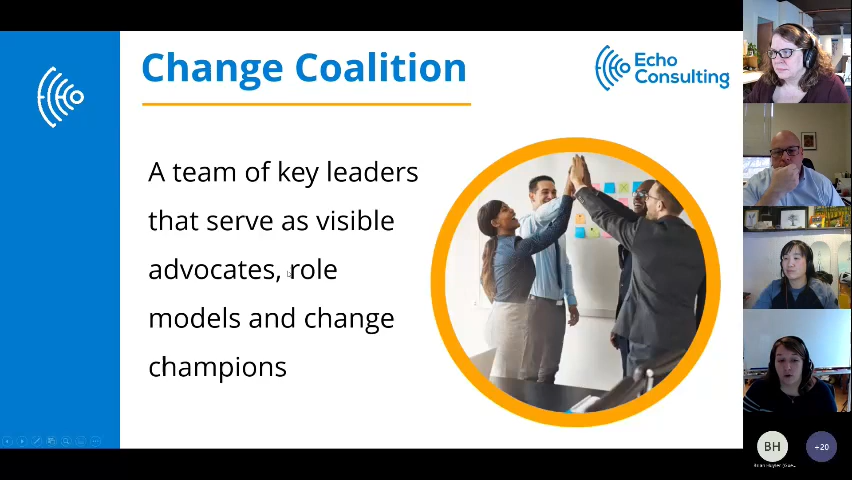 Change Coalition
Echo
Consulting
A team of key leaders
that serve as visible
advocates, role
models and change
champions
BH
+20